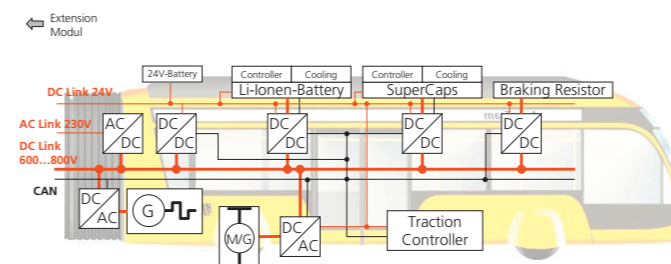 Extension
Modul
24V-Battery
Controller
Cooling
Controller
Cooling
DC Link 24V
Li-Ionen-Battery
SuperCaps
Braking Resistor
AC Link 230V
AC
DC
DC
DC
DC
DC
DC
DC
DC
DC
DC Link
600...800V
CAN
DC
AC
G
M/G
DC
AC
Traction
Controller